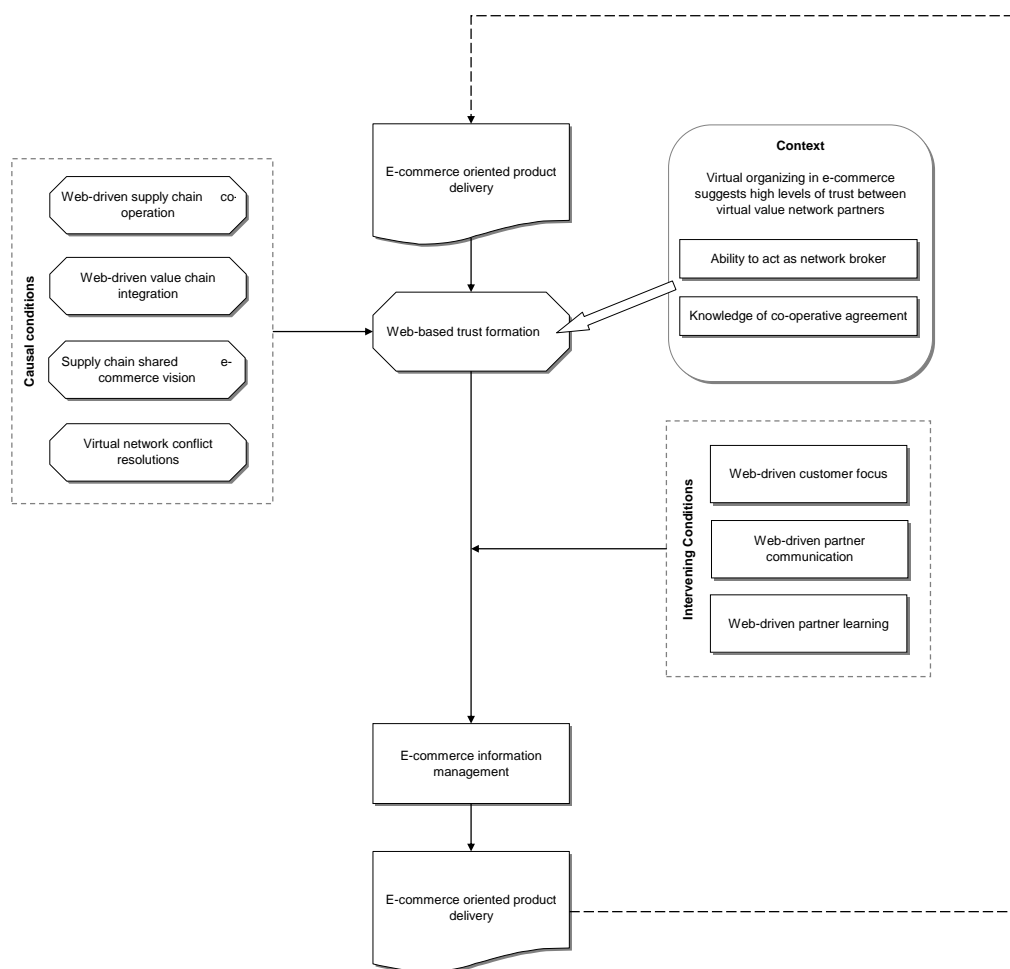 E-commerce oriented product
delivery
Context
Virtual organizing in e-commerce
suggests high levels of trust between
virtual value network partners
Ability to act as network broker
Knowledge of co-operative agreement
Causal conditions
Web-driven supply chain co-
operation
Web-driven value chain
integration
Supply chain shared e-
commerce vision
Virtual network conflict
resolutions
Web-based trust formation
Intervening Conditions
Web-driven customer focus
Web-driven partner
communication
Web-driven partner learning
E-commerce information
management
E-commerce oriented product
delivery